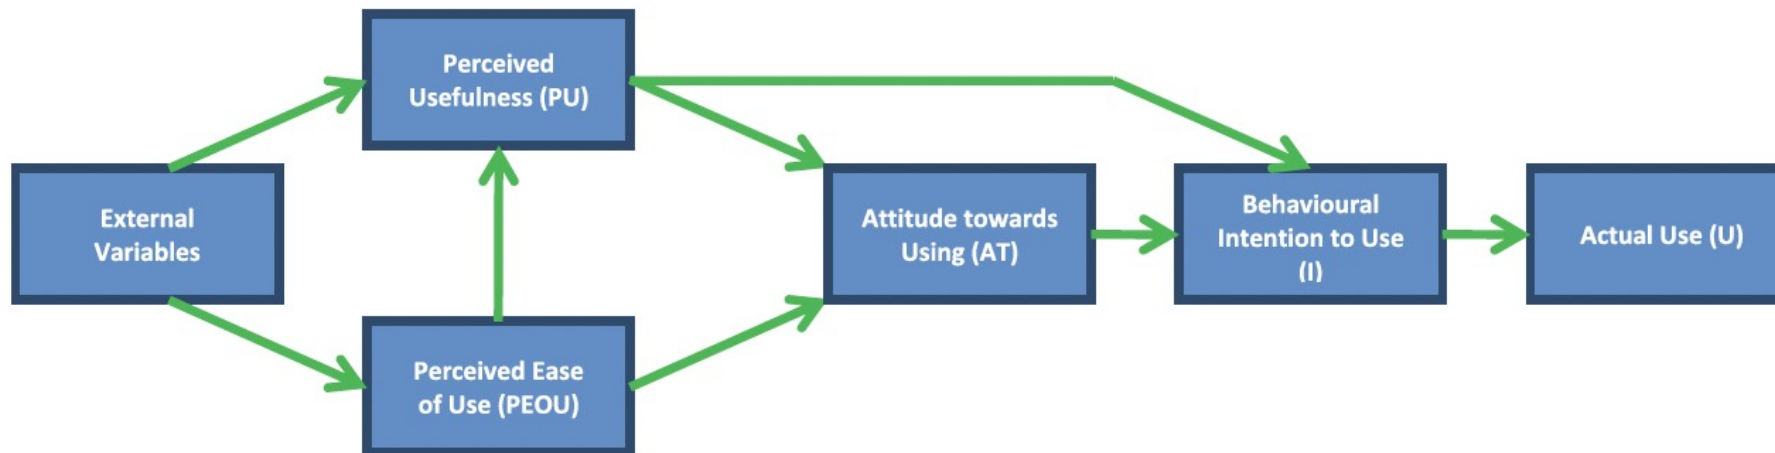 Perceived
Usefulness (PU)
External
Variables
Perceived Ease
of Use (PEOU)
Attitude towards
Using (AT)
Behavioural
Intention to Use
(I)
Actual Use (U)